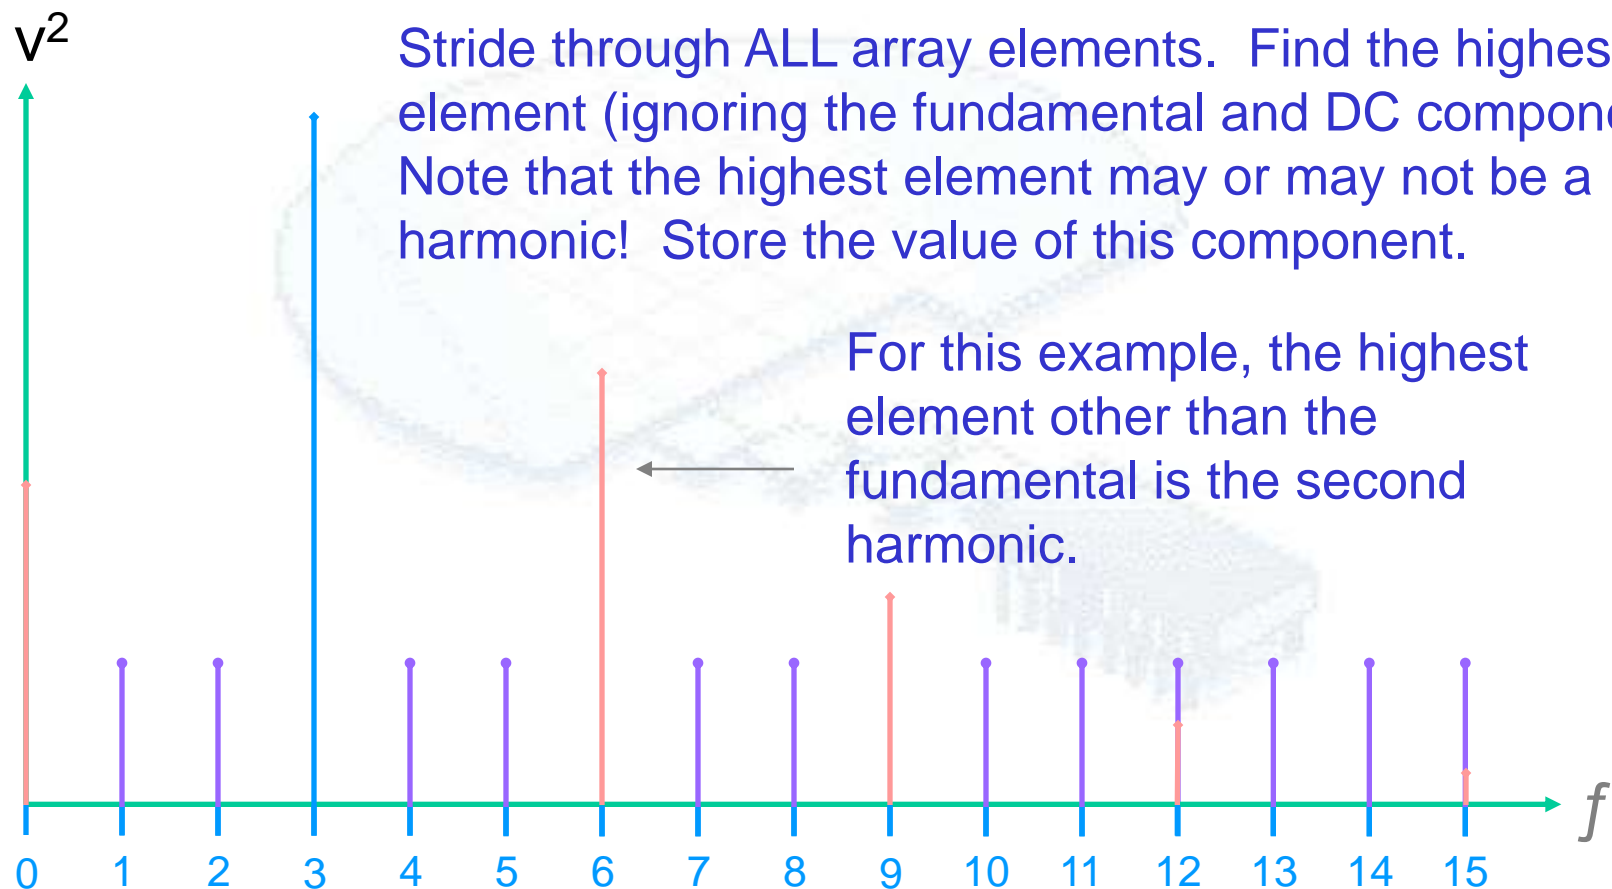 v²
Stride through ALL array elements. Find the highes
element (ignoring the fundamental and DC compone
Note that the highest element may or may not be a
harmonic! Store the value of this component.
For this example, the highest
element other than the
fundamental is the second
harmonic.
f
0 1 2 3 4 5 6 7 8 9 10 11 12 13 14 15